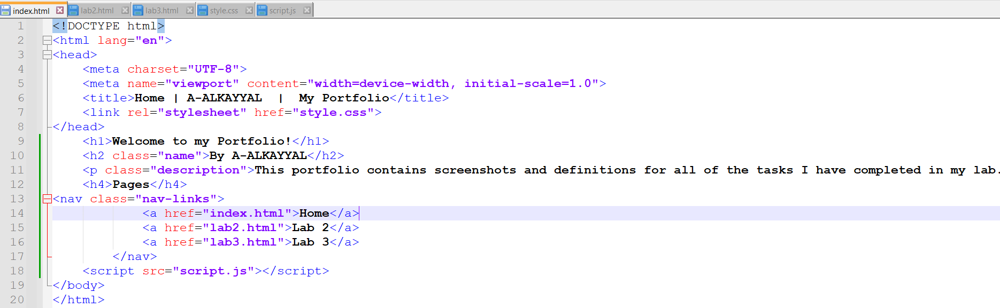 index.html lab2.html lab3.html style.css script.js
1 <!DOCTYPE html>
2 <html lang="en">
3 <head>
4 <meta charset="UTF-8">
5 <meta name="viewport" content="width=device-width, initial-scale=1.0">
6 <title>Home | A-ALKAYYAL  |  My Portfolio</title>
7 <link rel="stylesheet" href="style.css">
8 </head>
9 <h1>Welcome to my Portfolio!</h1>
10 <h2 class="name">By A-ALKAYYAL</h2>
11 <p class="description">This portfolio contains screenshots and definitions for all of the tasks I have completed in my lab.
12 <h4>Pages</h4>
13 <nav class="nav-links">
14 <a href="index.html">Home</a>
15 <a href="lab2.html">Lab 2</a>
16 <a href="lab3.html">Lab 3</a>
17 </nav>
18 <script src="script.js"></script>
19 </body>
20 </html>